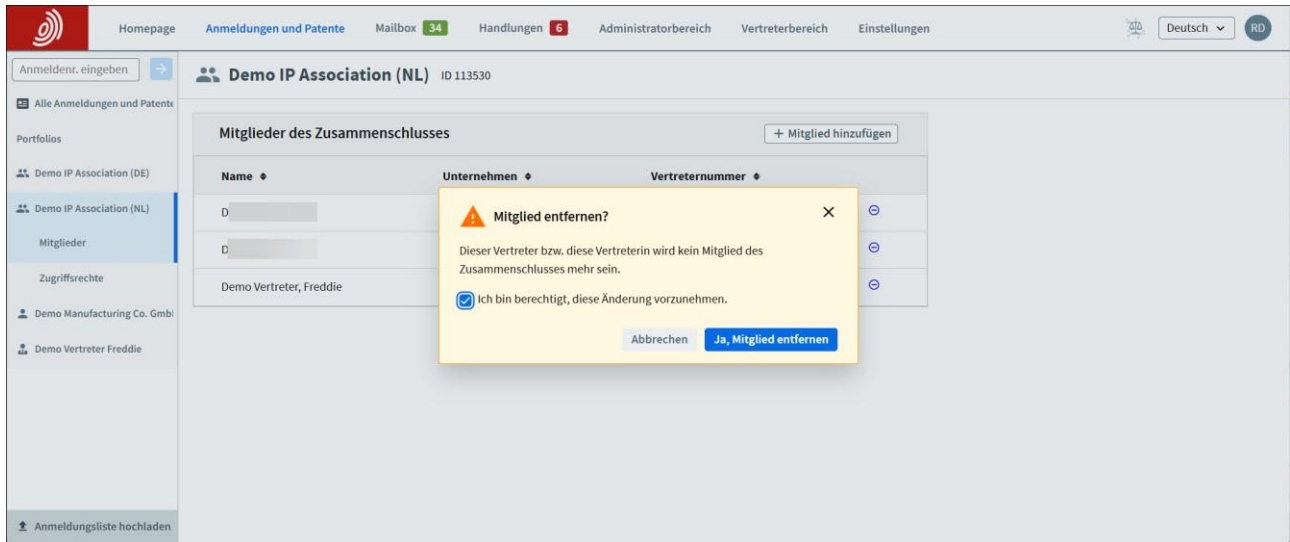 Homepage
Anmeldungen und Patente
Mailbox 34
Handlungen 6
Administratorbereich
Vertreterbereich
Einstellungen
Deutsch
RD
Anmeldenr. eingeben
Alle Anmeldungen und Patente
Portfolios
Demo IP Association (DE)
Demo IP Association (NL)
Mitglieder
Zugriffsrechte
Demo Manufacturing Co. Gmb
Demo Vertreter Freddie
Anmeldungsliste hochladen
Demo IP Association (NL) ID 113530
Mitglieder des Zusammenschlusses
+ Mitglied hinzufügen
Name Unternehmen Vertreternummer
D
D
Demo Vertreter, Freddie
Mitglied entfernen?
Dieser Vertreter bzw. diese Vertreterin wird kein Mitglied des
Zusammenschlusses mehr sein.
Ich bin berechtigt, diese Änderung vorzunehmen.
Abbrechen
Ja, Mitglied entfernen